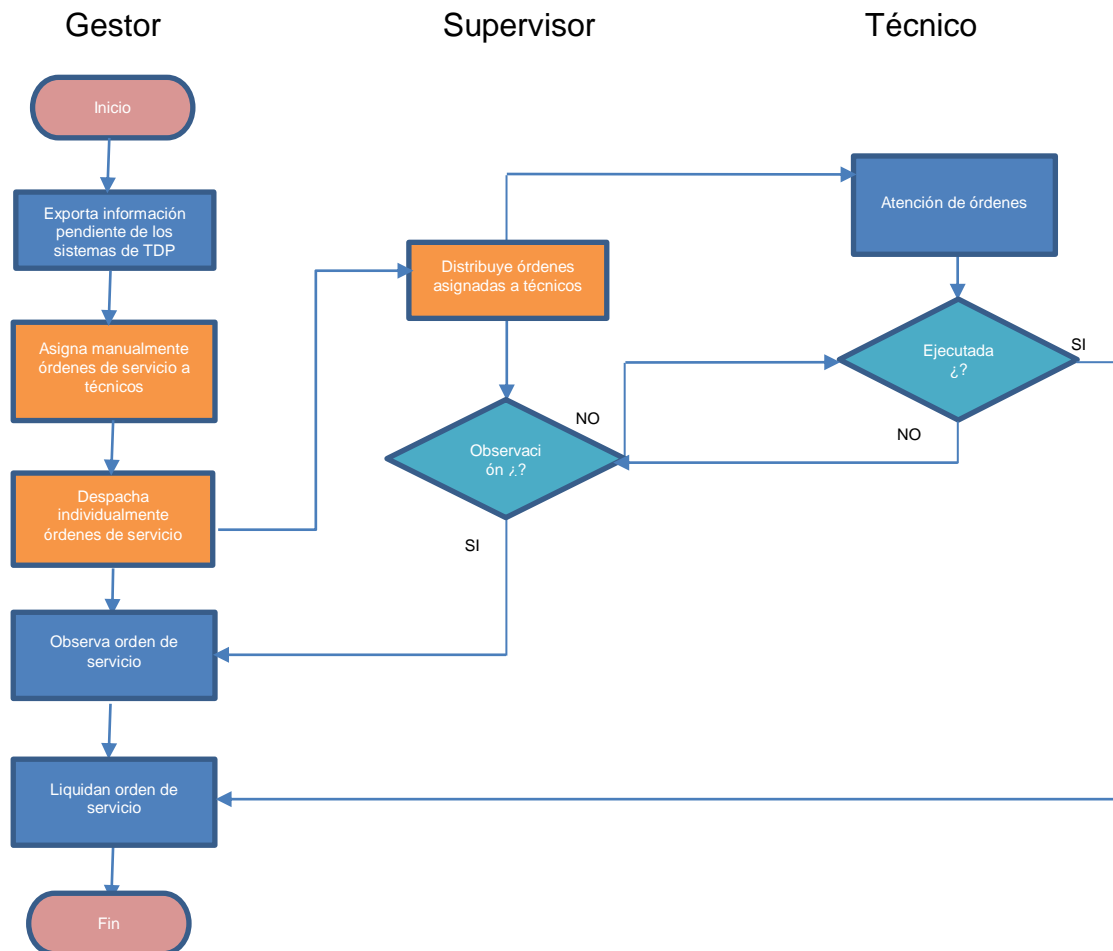 Gestor
Supervisor
Técnico
Inicio
Exporta información
pendiente de los
sistemas de TDP
Atención de órdenes
Distribuye órdenes
asignadas a técnicos
Asigna manualmente
órdenes de servicio a
técnicos
Ejecutada
¿?
SI
NO
NO
Observaci
ón ¿?
SI
Despacha
individualmente
órdenes de servicio
Observa orden de
servicio
Liquidan orden de
servicio
Fin